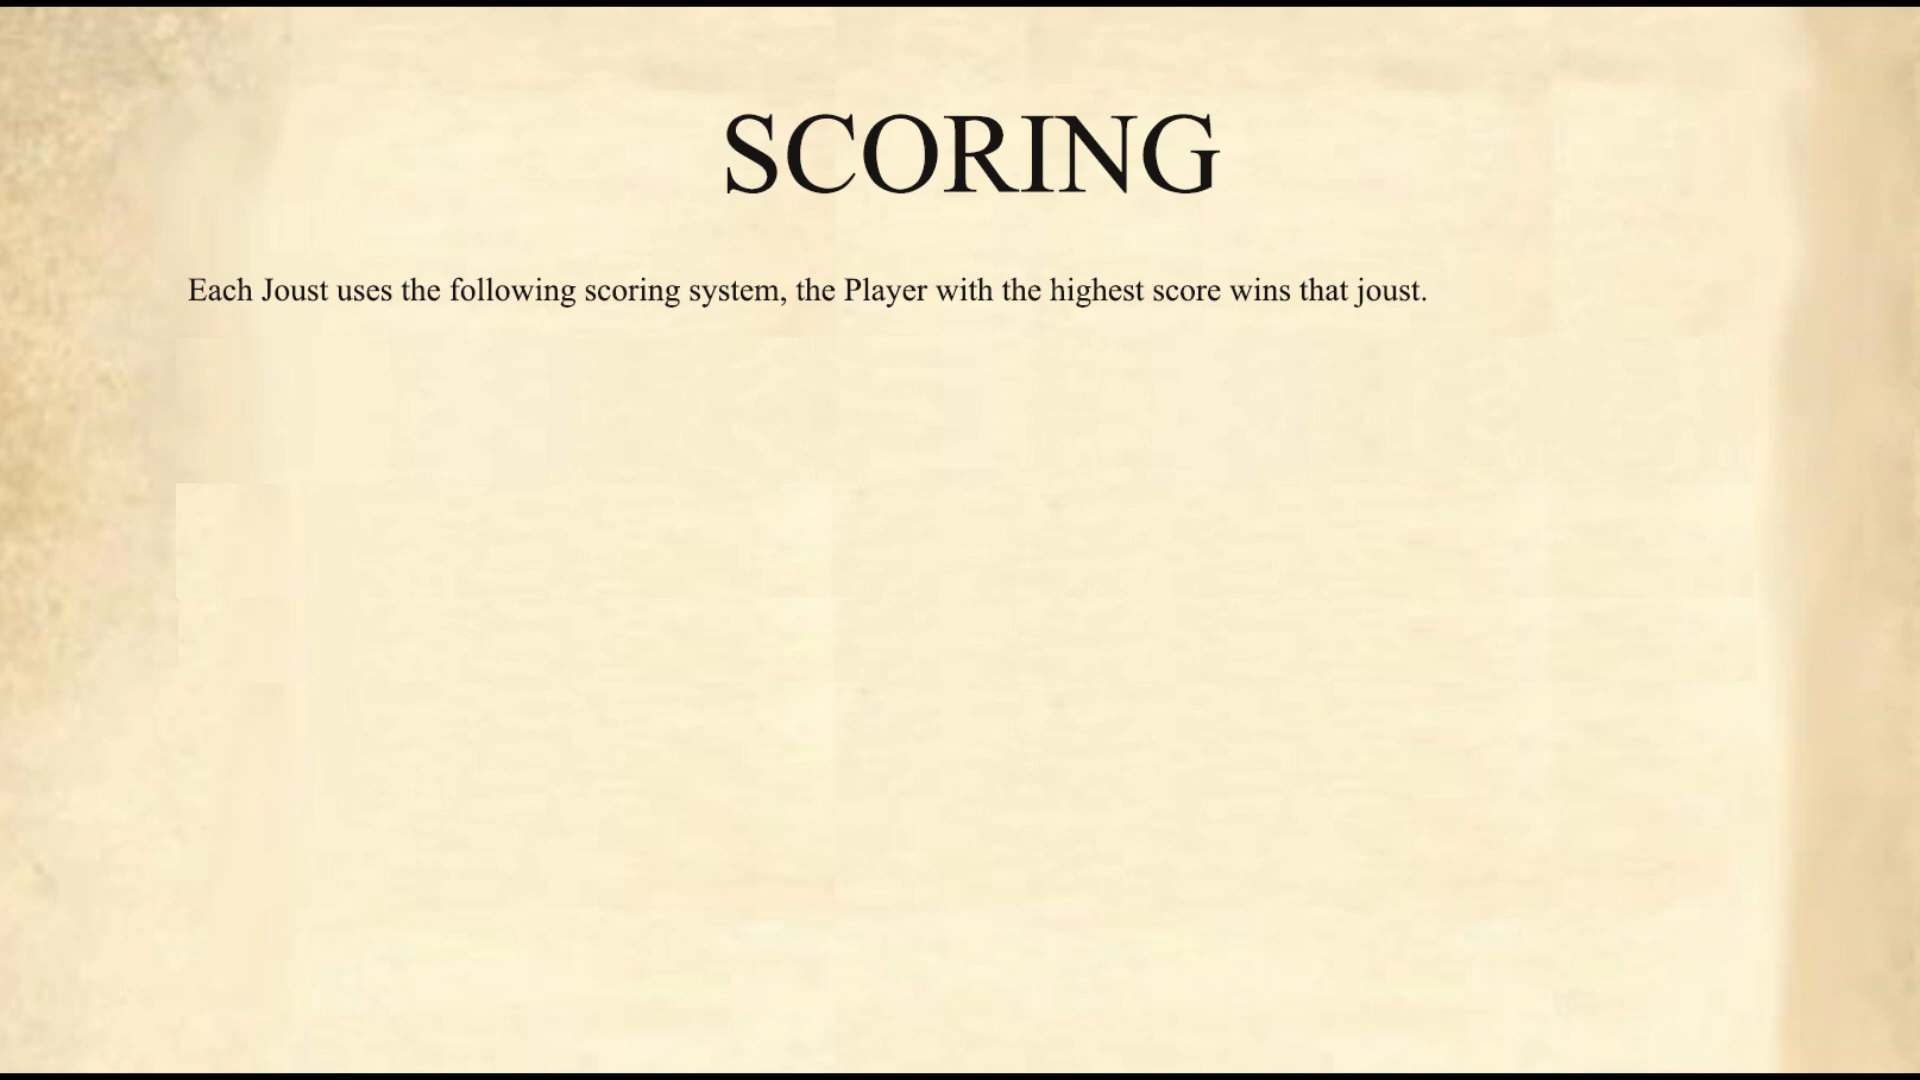 SCORING
Each Joust uses the following scoring system, the Player with the highest score wins that joust.